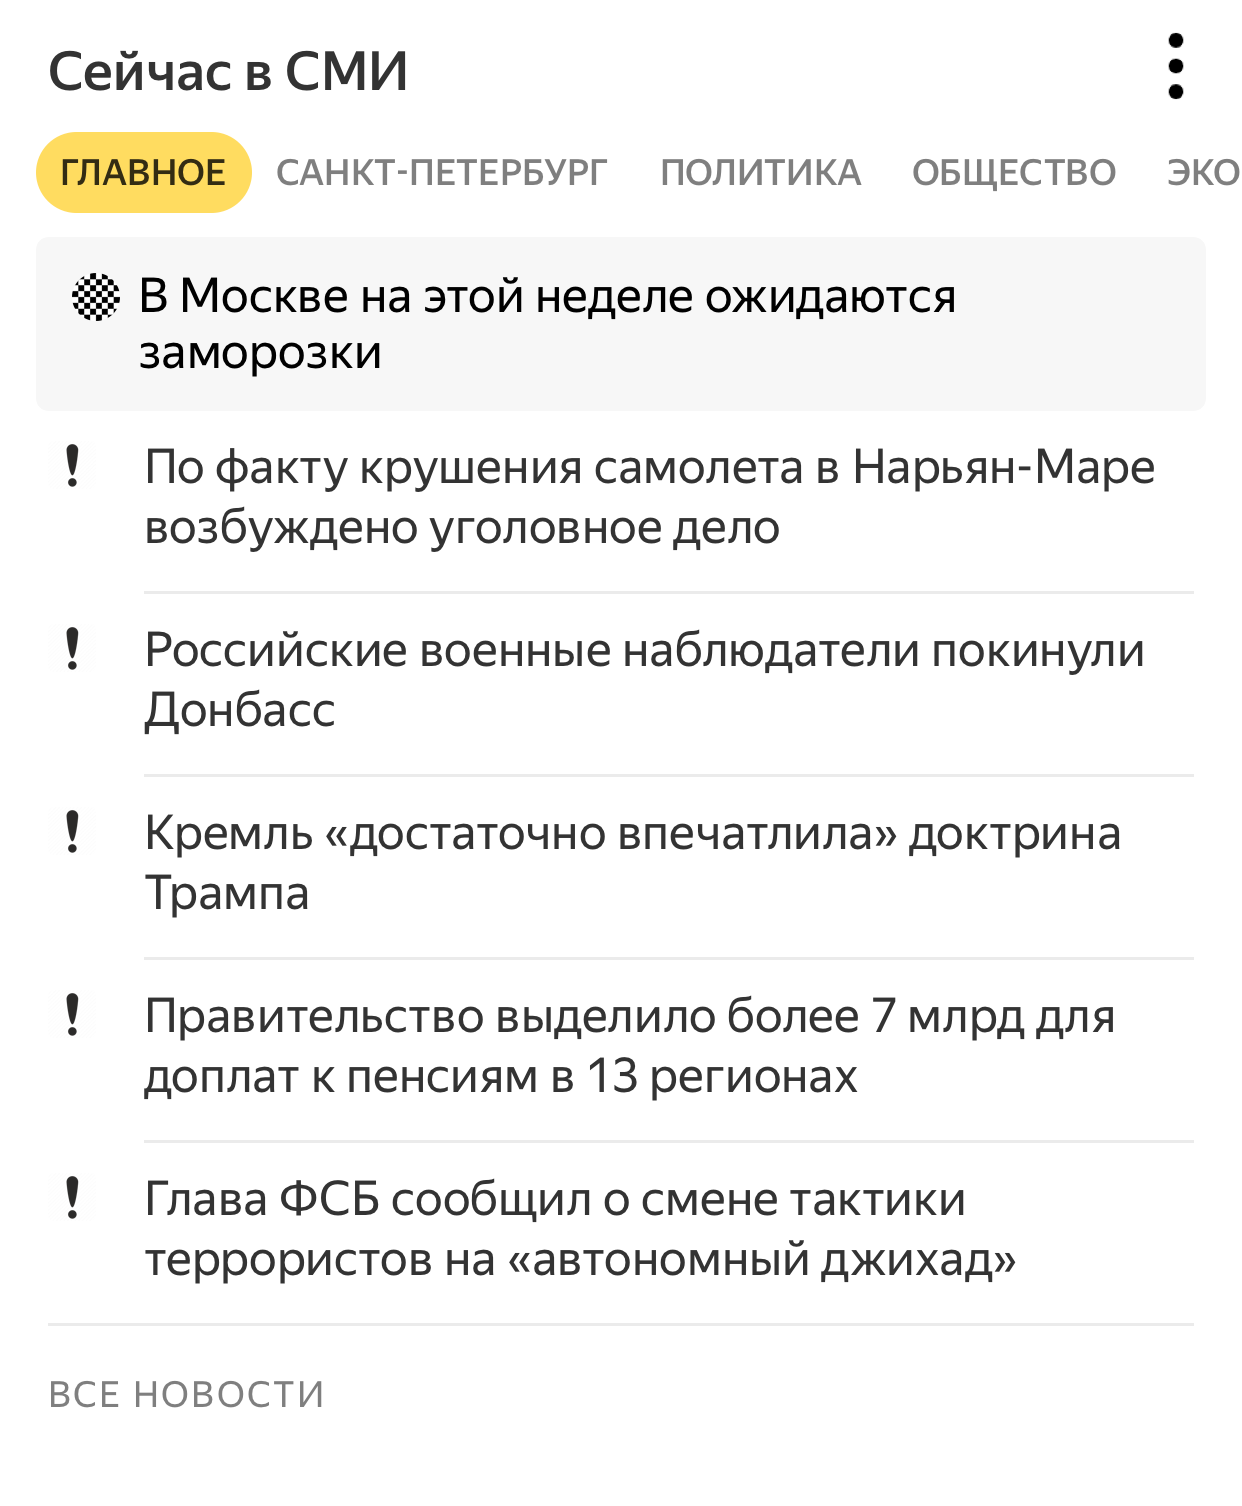 Сейчас в СМИ
ГЛАВНОЕ САНКТ-ПЕТЕРБУРГ ПОЛИТИКА ОБЩЕСТВО ЭКО
В Москве на этой неделе ожидаются
заморозки
! По факту крушения самолета в Нарьян-Маре
возбуждено уголовное дело
! Российские военные наблюдатели покинули
Донбасс
! Кремль «достаточно впечатлила» доктрина
Трампа
! Правительство выделило более 7 млрд для
доплат к пенсиям в 13 регионах
! Глава ФСБ сообщил о смене тактики
террористов на «автономный джихад»
ВСЕ НОВОСТИ